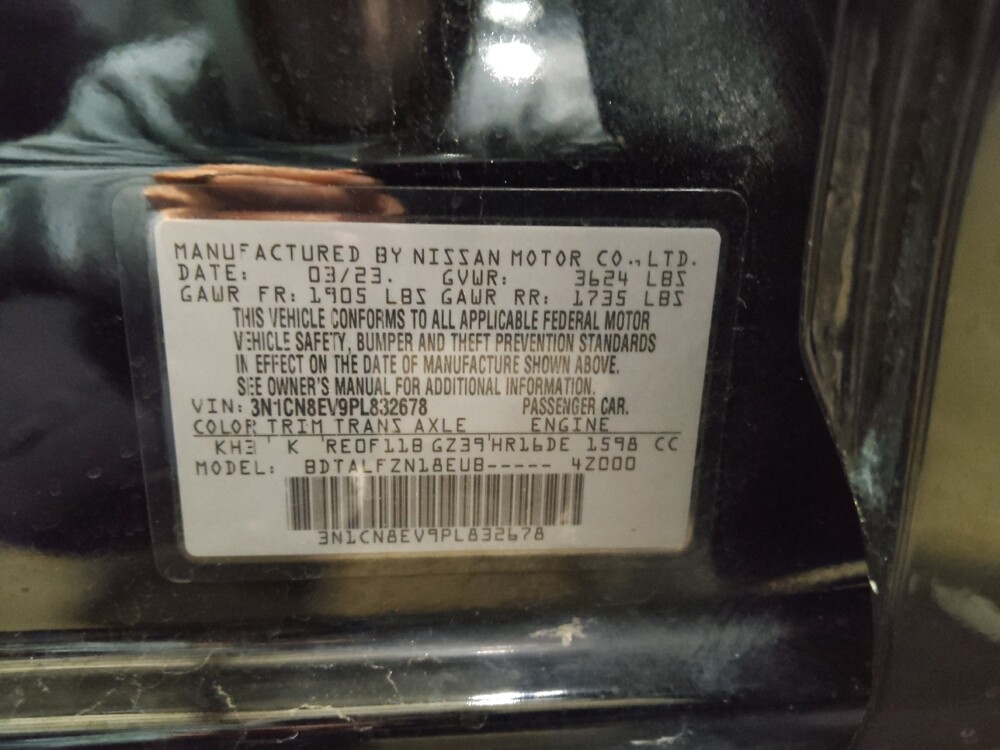 MANUFACTURED BY NISSAN MOTOR CO.,LTD.
DATE: 03/23. GVWR: 3624 LBS
GAWR FR: 1905 LBS GAWR RR: 1735 LBS
THIS VEHICLE CONFORMS TO ALL APPLICABLE FEDERAL MOTOR
VEHICLE SAFETY, BUMPER AND THEFT PREVENTION STANDARDS
IN EFFECT ON THE DATE OF MANUFACTURE SHOWN ABOVE.
SEE OWNER'S MANUAL FOR ADDITIONAL INFORMATION.
VIN: 3N1CN8EV9PL832678 PASSENGER CAR.
COLOR TRIM TRANS AXLE ENGINE
KH3 ' K 'RE0F11B GZ39'HR16DE 1598 CC
MODEL: BDTALFZN18EUB----- 4Z000
3N1CN8EV9PL832678